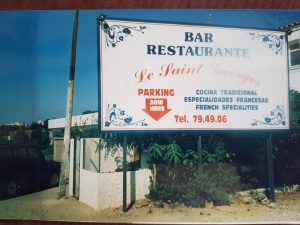 BAR
RESTAURANTE
Le Saint Georges
PARKING
AQUI
HERE
COCINA TRADICIONAL
ESPECIALIDADES FRANCESAS
FRENCH SPECIALITIES
Tel. 79.49.06